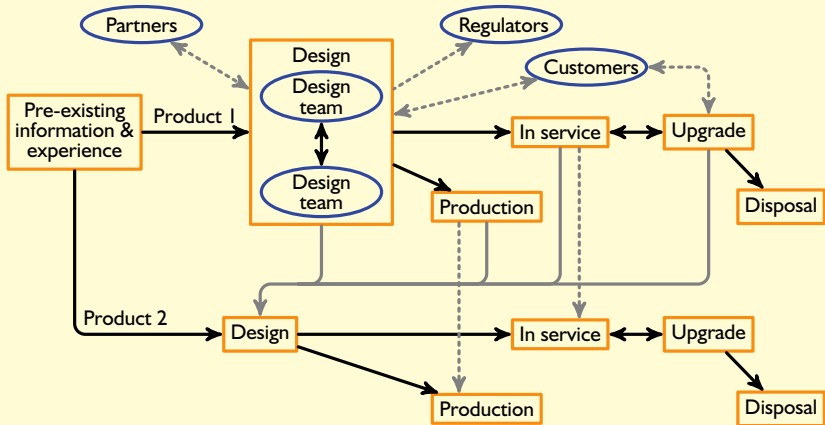 Partners
Regulators
Design
Customers
Design
team
Pre-existing
information &
experience
Product 1
In service
Upgrade
Design
team
Production
Disposal
Product 2
Design
In service
Upgrade
Production
Disposal